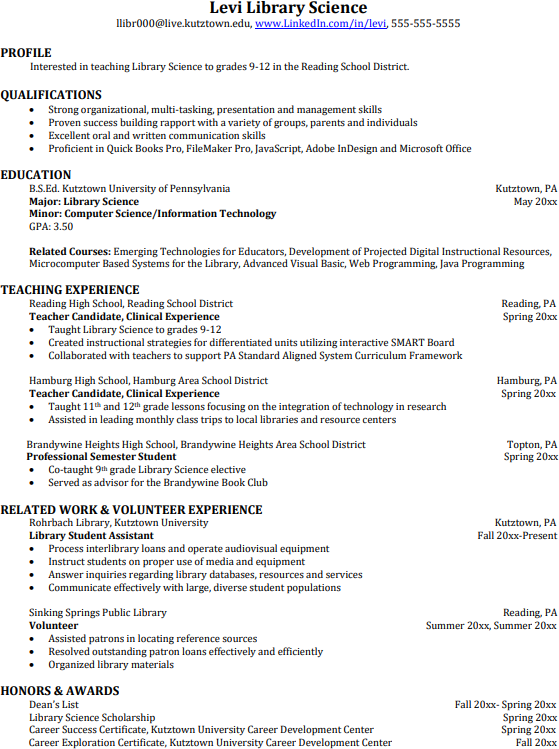 Levi Library Science
llibr000@live.kutztown.edu, www.LinkedIn.com/in/levi, 555-555-5555
PROFILE
Interested in teaching Library Science to grades 9-12 in the Reading School District.
QUALIFICATIONS
• Strong organizational, multi-tasking, presentation and management skills
• Proven success building rapport with a variety of groups, parents and individuals
• Excellent oral and written communication skills
• Proficient in Quick Books Pro, FileMaker Pro, JavaScript, Adobe InDesign and Microsoft Office
EDUCATION
B.S.Ed. Kutztown University of Pennsylvania Kutztown, PA
Major: Library Science May 20xx
Minor: Computer Science/Information Technology
GPA: 3.50
Related Courses: Emerging Technologies for Educators, Development of Projected Digital Instructional Resources,
Microcomputer Based Systems for the Library, Advanced Visual Basic, Web Programming, Java Programming
TEACHING EXPERIENCE
Reading High School, Reading School District Reading, PA
Teacher Candidate, Clinical Experience Spring 20xx
• Taught Library Science to grades 9-12
• Created instructional strategies for differentiated units utilizing interactive SMART Board
• Collaborated with teachers to support PA Standard Aligned System Curriculum Framework
Hamburg High School, Hamburg Area School District Hamburg, PA
Teacher Candidate, Clinical Experience Spring 20xx
• Taught 11th and 12th grade lessons focusing on the integration of technology in research
• Assisted in leading monthly class trips to local libraries and resource centers
Brandywine Heights High School, Brandywine Heights Area School District Topton, PA
Professional Semester Student Spring 20xx
• Co-taught 9th grade Library Science elective
• Served as advisor for the Brandywine Book Club
RELATED WORK & VOLUNTEER EXPERIENCE
Rohrbach Library, Kutztown University Kutztown, PA
Library Student Assistant Fall 20xx-Present
• Process interlibrary loans and operate audiovisual equipment
• Instruct students on proper use of media and equipment
• Answer inquiries regarding library databases, resources and services
• Communicate effectively with large, diverse student populations
Sinking Springs Public Library Reading, PA
Volunteer Summer 20xx, Summer 20xx
• Assisted patrons in locating reference sources
• Resolved outstanding patron loans effectively and efficiently
• Organized library materials
HONORS & AWARDS
Dean's List Fall 20xx- Spring 20xx
Library Science Scholarship Spring 20xx
Career Success Certificate, Kutztown University Career Development Center Spring 20xx
Career Exploration Certificate, Kutztown University Career Development Center Fall 20xx